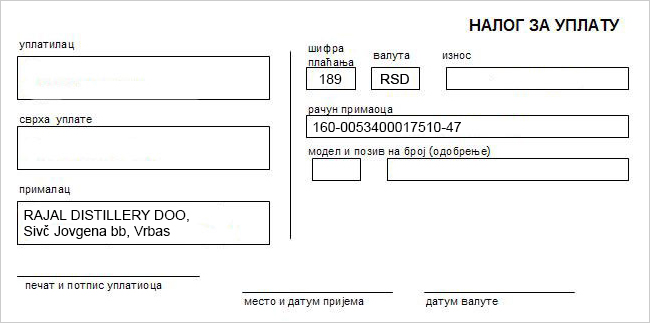 НАЛОГ ЗА УПЛАТУ
уплатилац
сврха уплате
прималац
RAJAL DISTILLERY DOO,
Sivč Jovgena bb, Vrbas
печат и потпис уплатиоца
место и датум пријема
шифра
плаћања
валута
износ
189
RSD
рачун примаоца
160-0053400017510-47
модел и позив на број (одобрење)
датум валуте